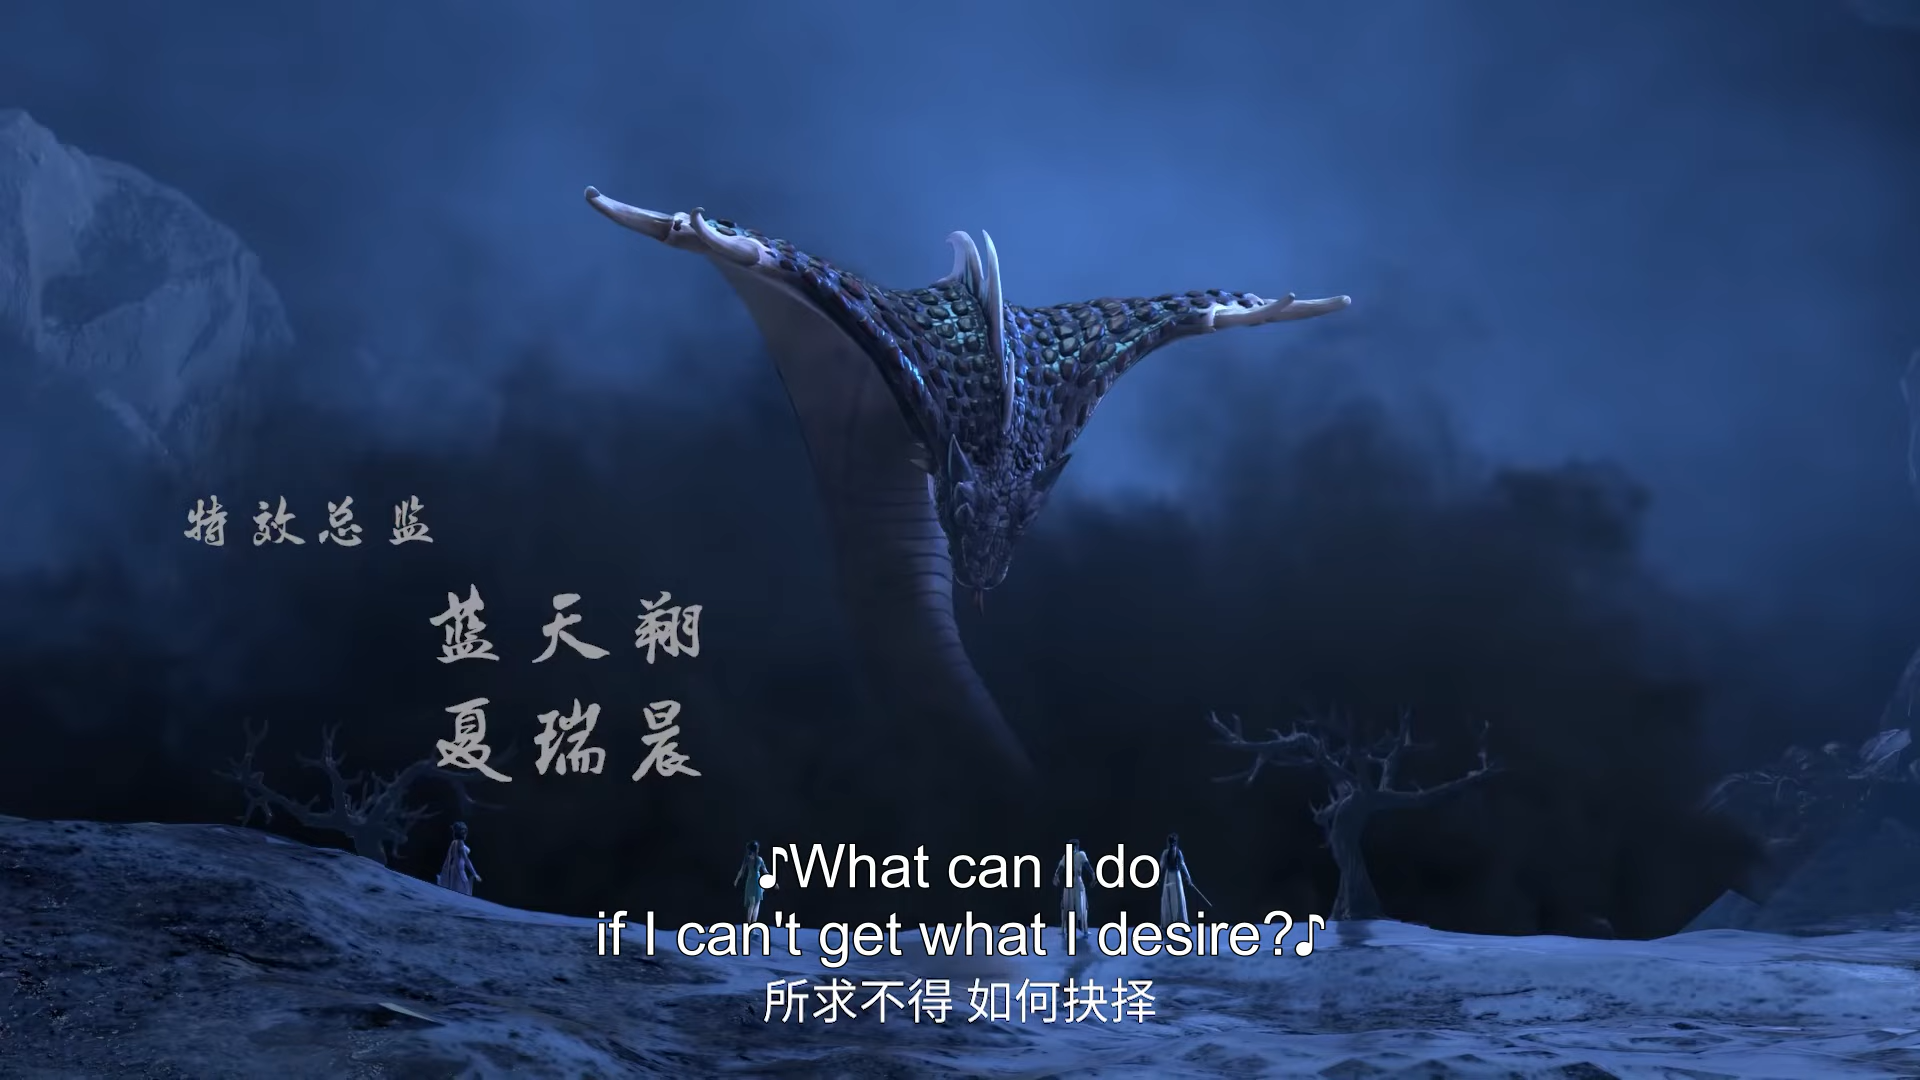 特效总监
蓝天翔
夏瑞晨
♪What can I do
if I can't get what I desire?♪
所求不得 如何抉择